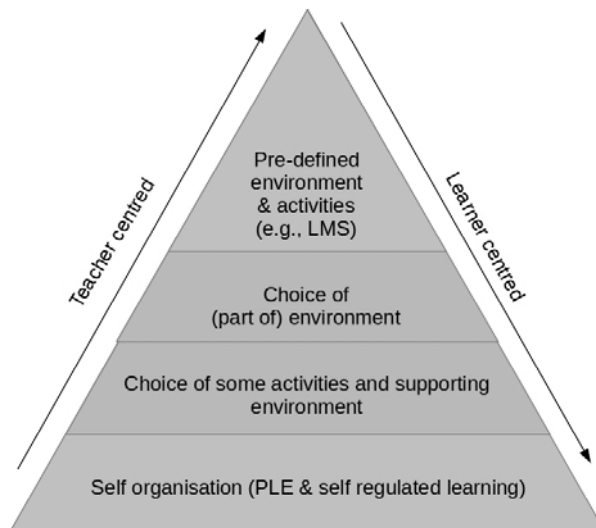 Pre-defined
environment
& activities
(e.g., LMS)
Teacher centred
Learner centred
Choice of
(part of) environment
Choice of some activities and supporting
environment
Self organisation (PLE & self regulated learning)